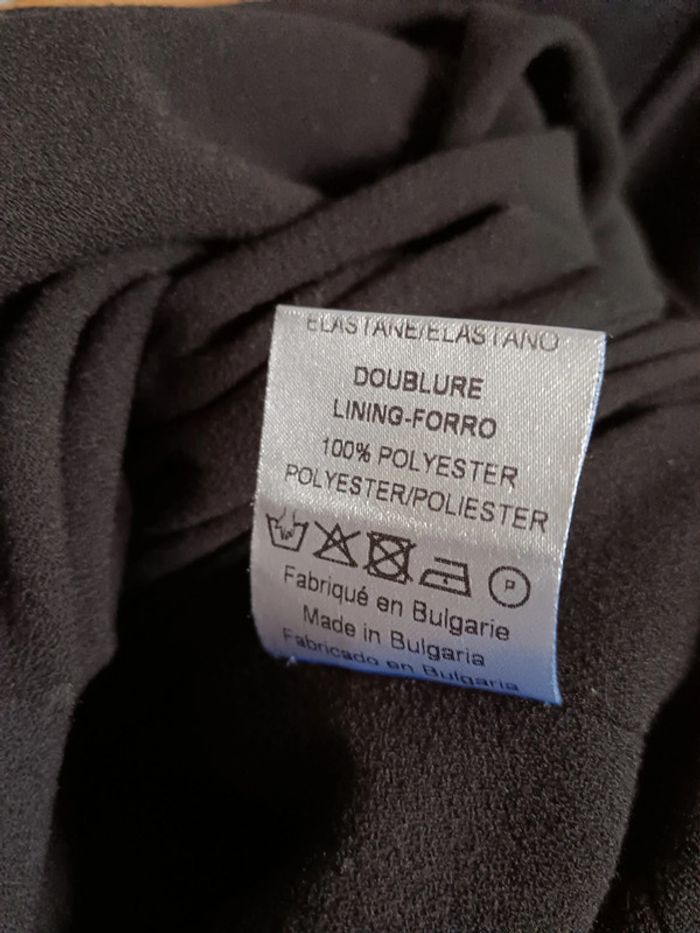 ELASTANE/ELASTANO
DOUBLURE
LINING-FORRO
100% POLYESTER
POLYESTER/POLIESTER
P
Fabriqué en Bulgarie
Made in Bulgaria
Fabricado en Bulgaria